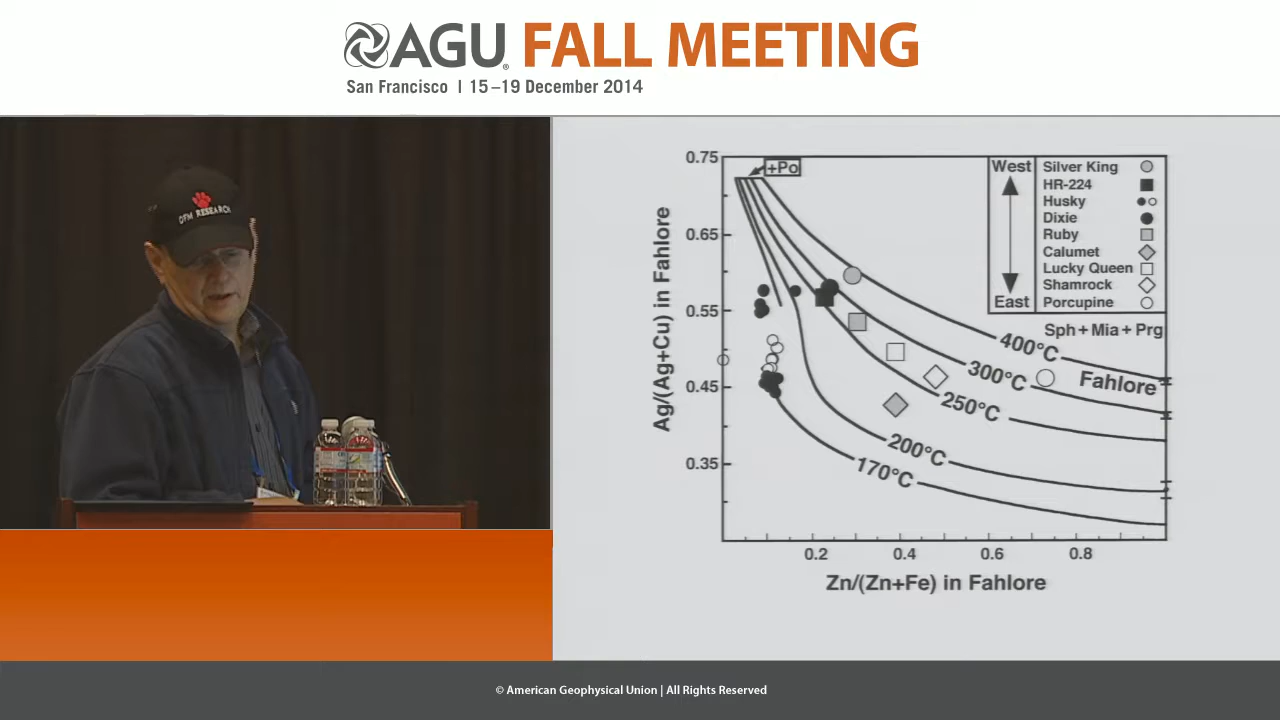 AGU FALL MEETING
San Francisco | 15–19 December 2014
OFM RESEARCH
+Po
West
East
Silver King
HR-224
Husky
Dixie
Ruby
Calumet
Lucky Queen
Shamrock
Porcupine
Sph + Mia + Prg
Fahlore
400°C
300°C
250°C
200°C
170°C
Ag/(Ag+Cu) in Fahlore
0.75
0.65
0.55
0.45
0.35
0.2 0.4 0.6 0.8
Zn/(Zn+Fe) in Fahlore
© American Geophysical Union | All Rights Reserved